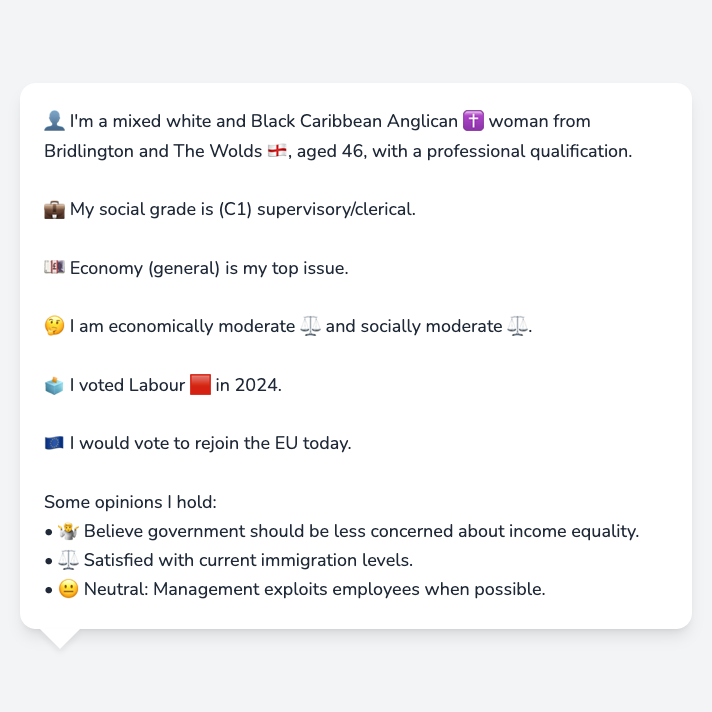 👤 I'm a mixed white and Black Caribbean Anglican ✝️ woman from
Bridlington and The Wolds 🏴󠁧󠁢󠁥󠁮󠁧󠁿, aged 46, with a professional qualification.
💼 My social grade is (C1) supervisory/clerical.
💷 Economy (general) is my top issue.
🤔 I am economically moderate ⚖️ and socially moderate ⚖️.
🗳️ I voted Labour 🟥 in 2024.
🇪🇺 I would vote to rejoin the EU today.
Some opinions I hold:
• 🤷 Believe government should be less concerned about income equality.
• ⚖️ Satisfied with current immigration levels.
• 😐 Neutral: Management exploits employees when possible.